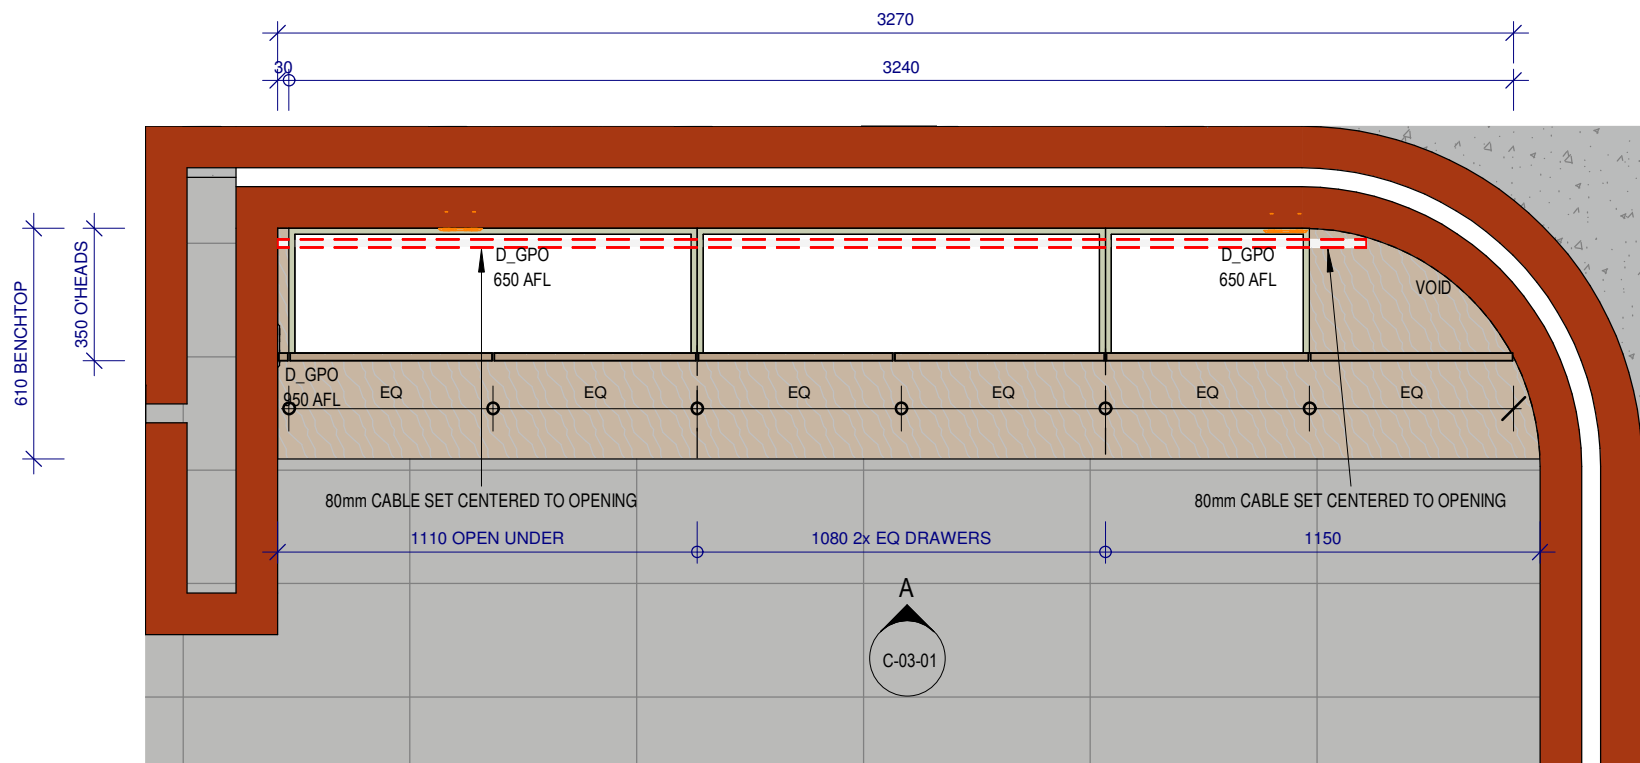 3270
30
3240
610 BENCHTOP
350 O'HEADS
D_GPO
650 AFL
D_GPO
650 AFL
VOID
D_GPO
950 AFL
EQ
EQ
EQ
EQ
EQ
EQ
80mm CABLE SET CENTERED TO OPENING
80mm CABLE SET CENTERED TO OPENING
1110 OPEN UNDER
1080 2x EQ DRAWERS
1150
A
C-03-01